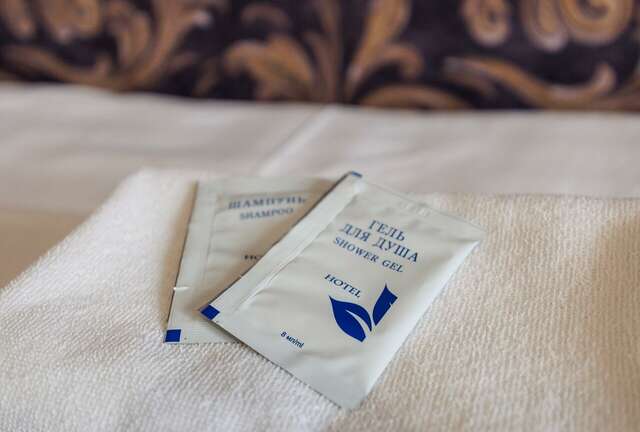 ШАМПУНЬ
SHAMPOO
ГЕЛЬ
ДЛЯ ДУША
SHOWER GEL
HOTEL
8 мл/ml